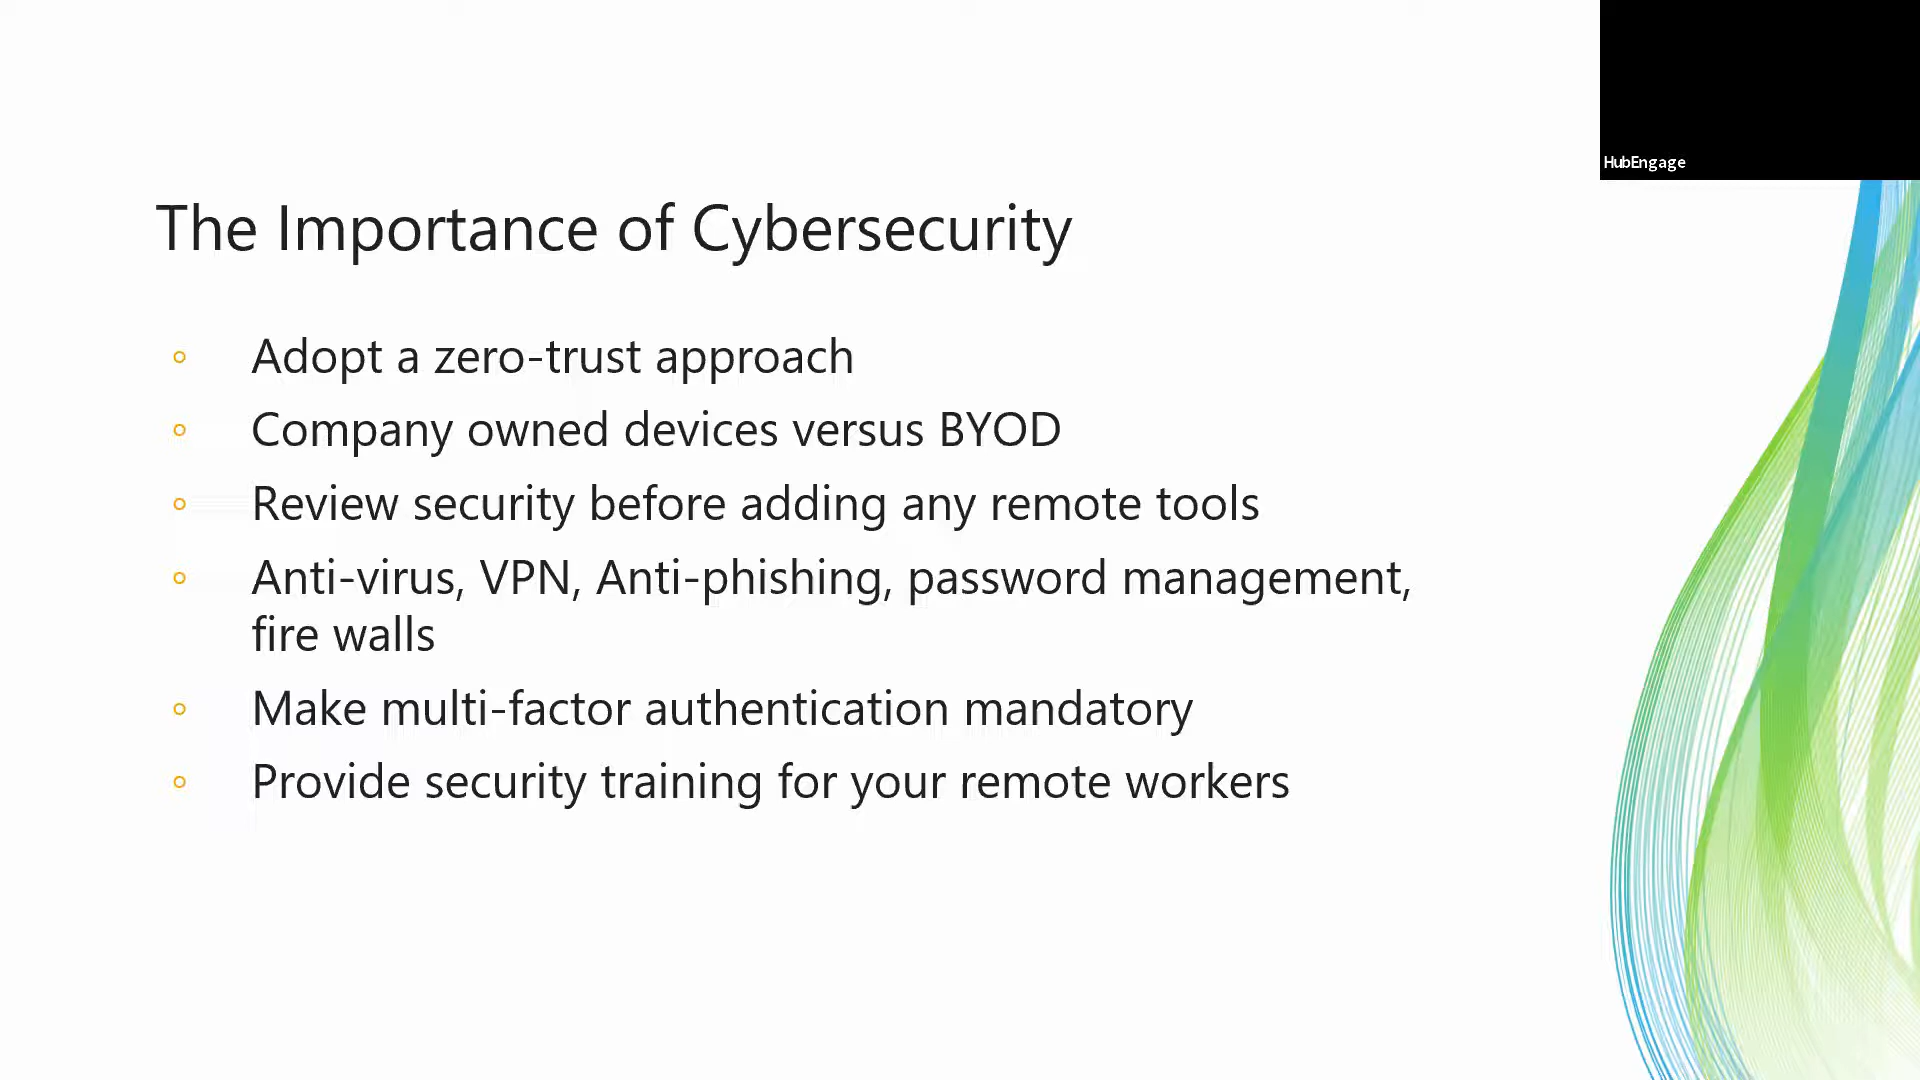 HubEngage
The Importance of Cybersecurity
Adopt a zero-trust approach
Company owned devices versus BYOD
Review security before adding any remote tools
Anti-virus, VPN, Anti-phishing, password management,
fire walls
Make multi-factor authentication mandatory
Provide security training for your remote workers